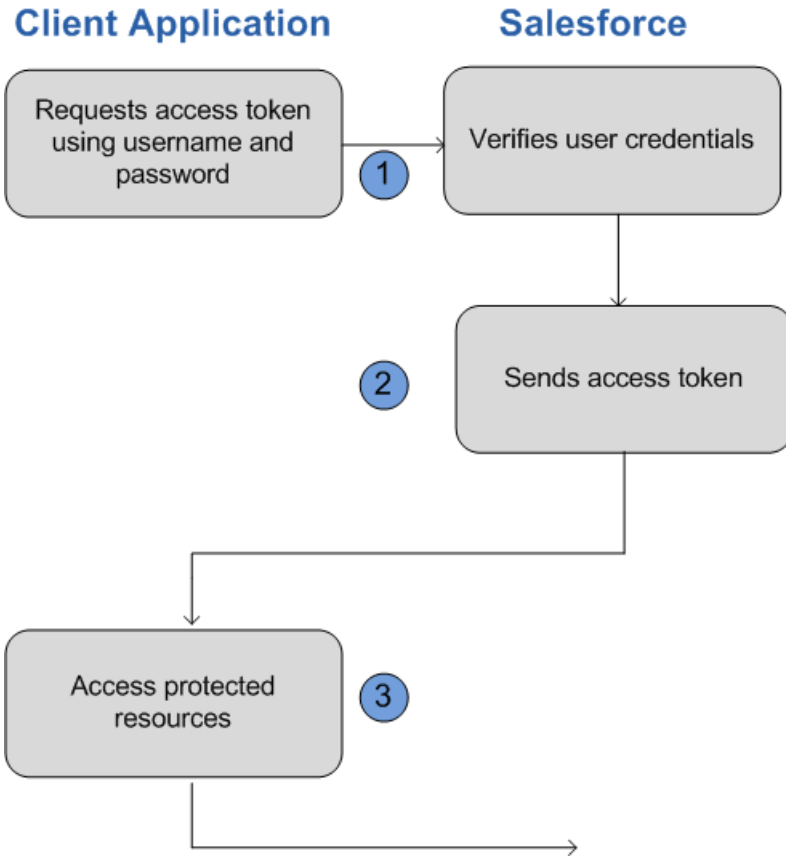 Client Application
Salesforce
Requests access token
using username and
password
1
Verifies user credentials
2
Sends access token
Access protected
resources
3